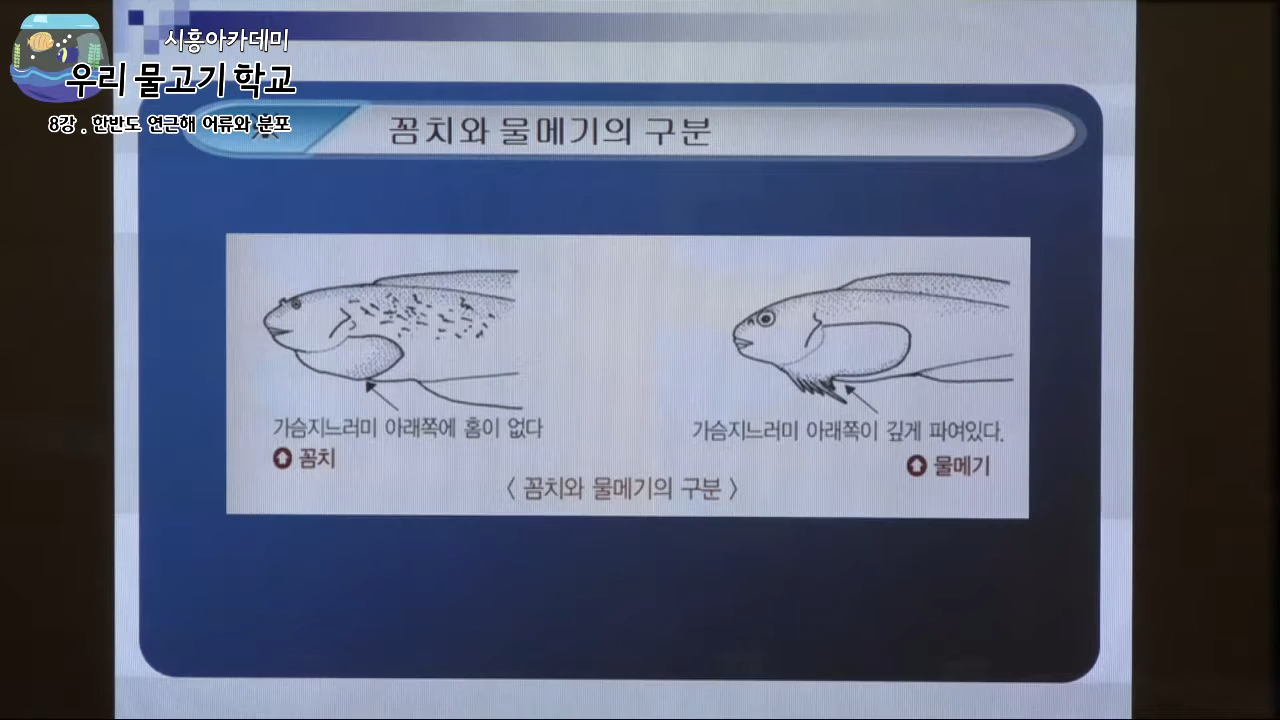 시흥아카데미
우리 물고기 학교
8강 . 한반도 연근해 어류와 분포
꼼치와 물메기의 구분
가슴지느러미 아래쪽에 홈이 없다
꼼치
가슴지느러미 아래쪽이 깊게 파여있다.
물메기
< 꼼치와 물메기의 구분 >